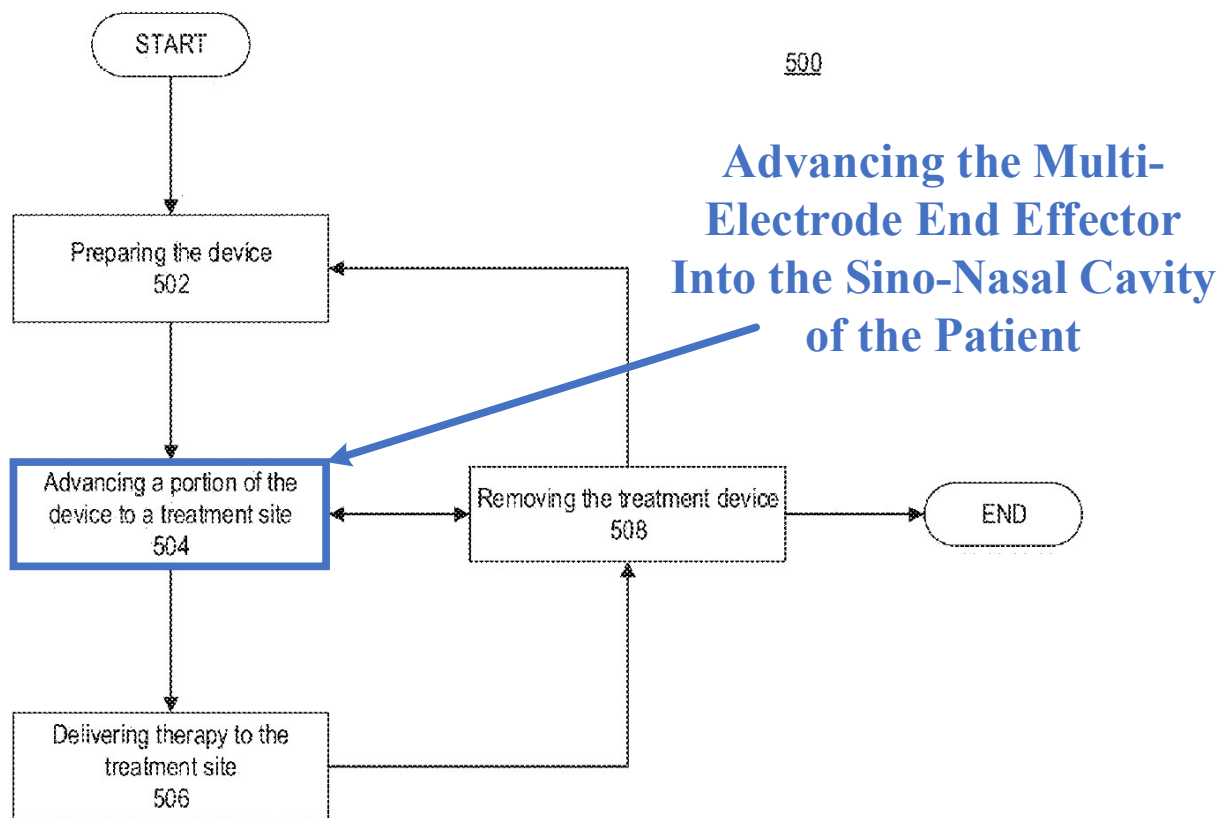 START
500
Advancing the Multi-
Electrode End Effector
Into the Sino-Nasal Cavity
of the Patient
Preparing the device
502
Advancing a portion of the
device to a treatment site
504
Removing the treatment device
508
END
Delivering therapy to the
treatment site
506